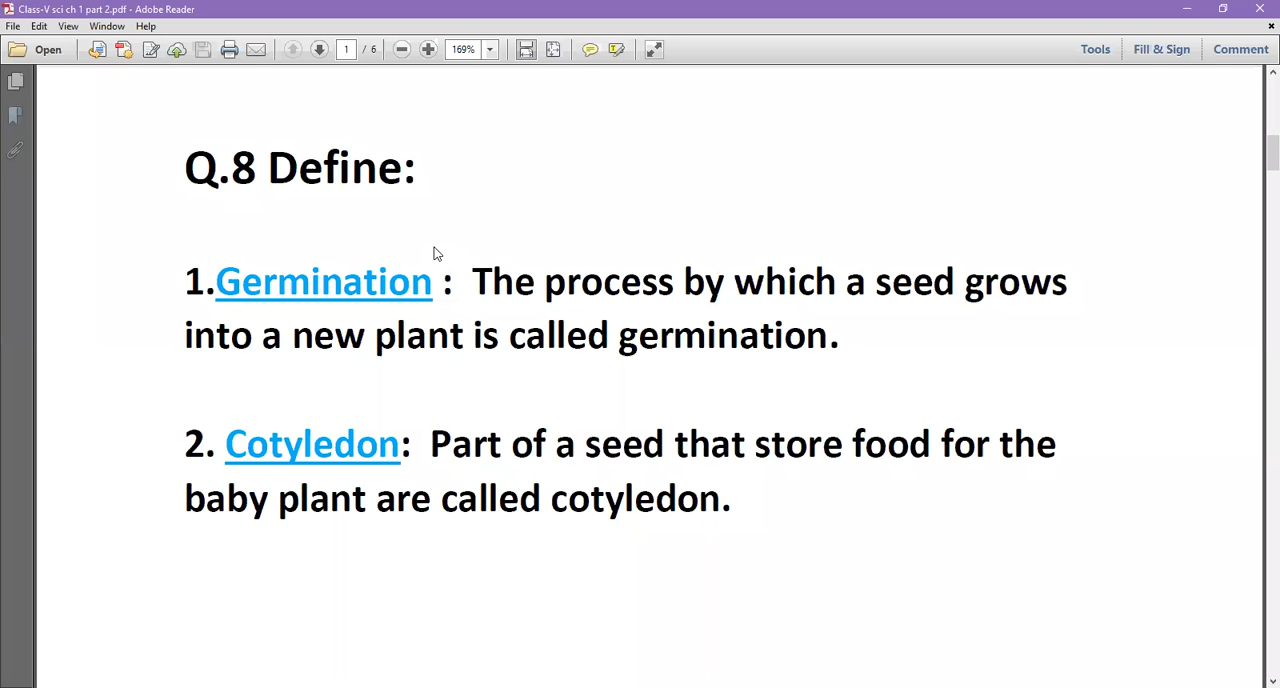 Class-V sci ch 1 part 2.pdf - Adobe Reader
File Edit View Window Help
Open 1 / 6 169% Tools Fill & Sign Comment
Q.8 Define:
1.Germination : The process by which a seed grows
into a new plant is called germination.
2. Cotyledon: Part of a seed that store food for the
baby plant are called cotyledon.